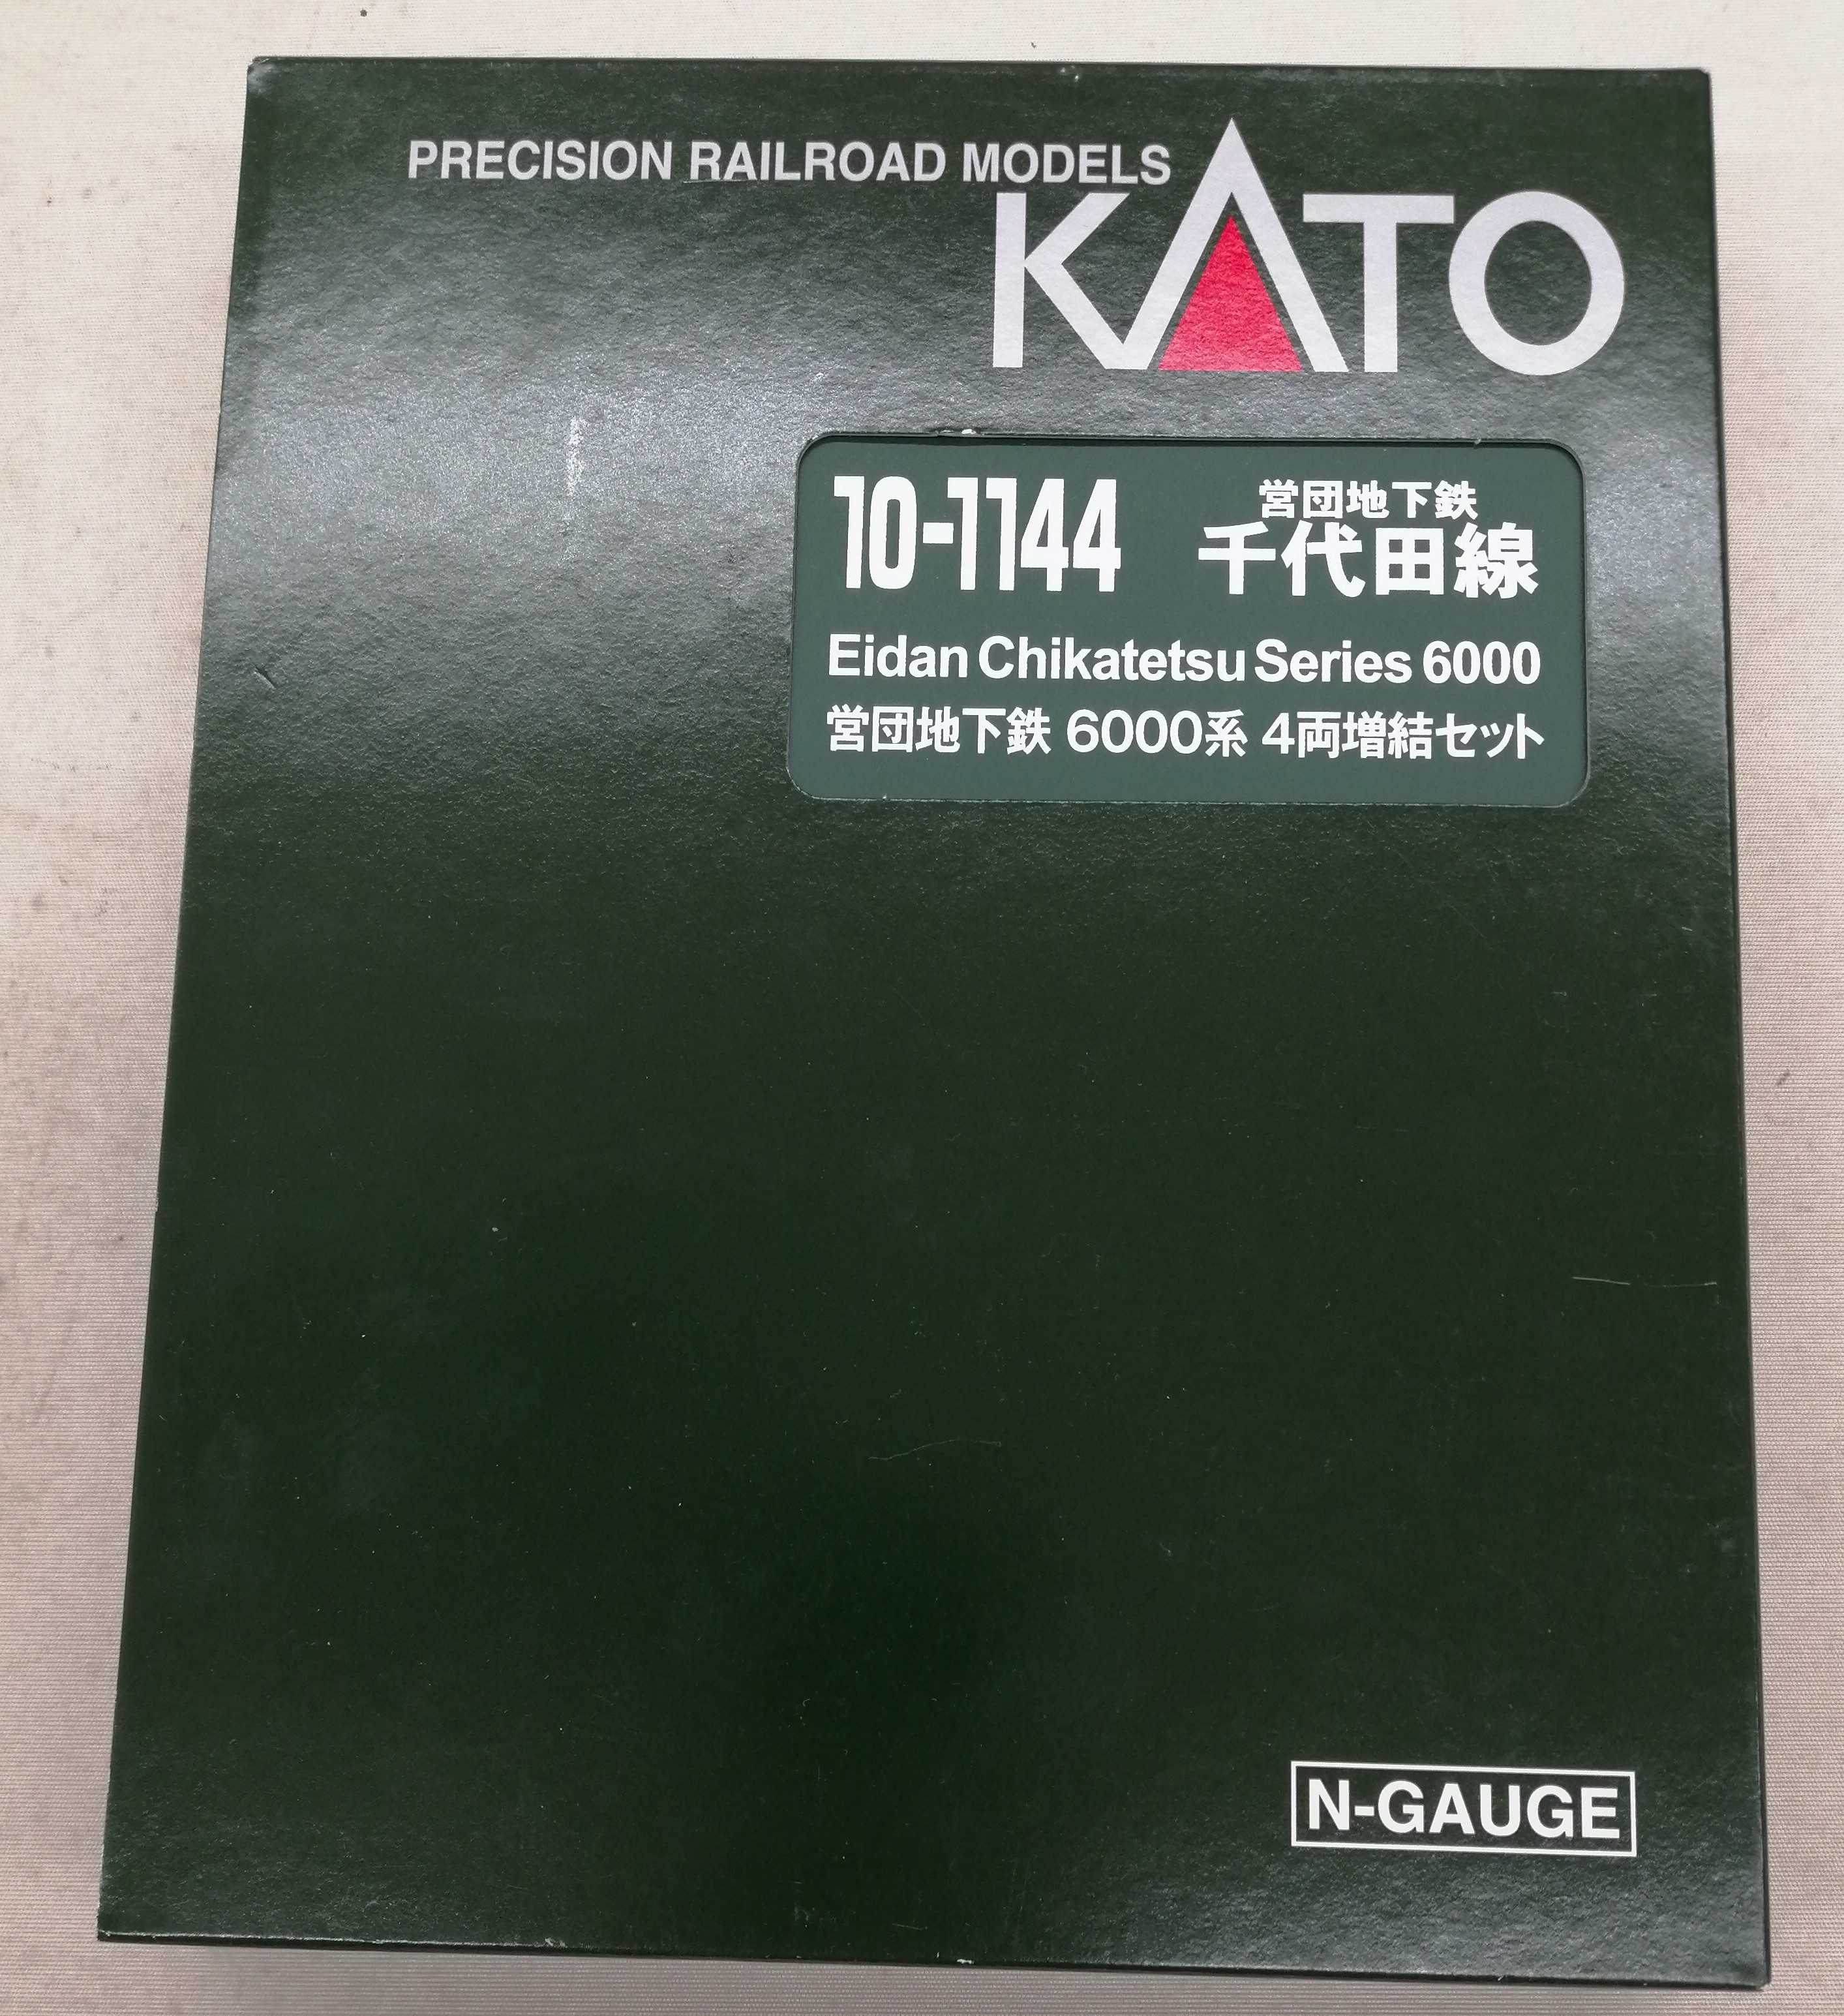 PRECISION RAILROAD MODELS
KATO
10-1144
営団地下鉄
千代田線
Eidan Chikatetsu Series 6000
営団地下鉄 6000系 4両増結セット
N-GAUGE